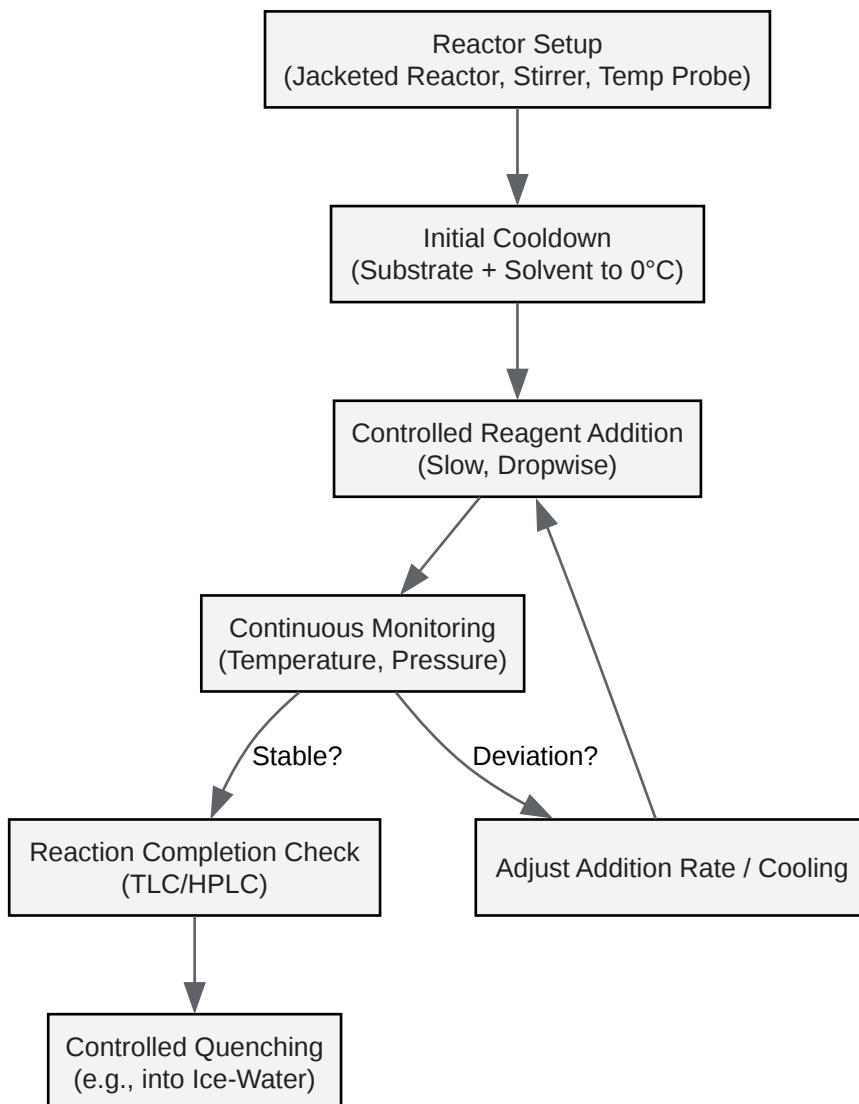 Reactor Setup
(Jacketed Reactor, Stirrer, Temp Probe)
Initial Cooldown
(Substrate + Solvent to 0°C)
Controlled Reagent Addition
(Slow, Dropwise)
Continuous Monitoring
(Temperature, Pressure)
Stable?
Deviation?
Reaction Completion Check
(TLC/HPLC)
Adjust Addition Rate / Cooling
Controlled Quenching
(e.g., into Ice-Water)